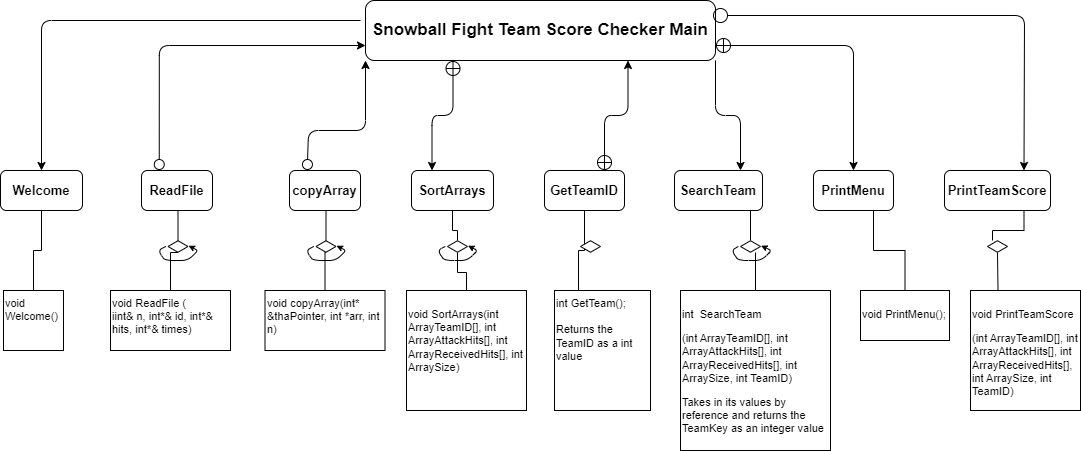 Snowball Fight Team Score Checker Main
Welcome
ReadFile
copyArray
SortArrays
GetTeamID
SearchTeam
PrintMenu
PrintTeamScore
void
Welcome()
void ReadFile (
iint& n, int*& id, int*&
hits, int*& times)
void copyArray(int*
&thaPointer, int *arr, int
n)
void SortArrays(int
ArrayTeamID[], int
ArrayAttackHits[], int
ArrayReceivedHits[], int
ArraySize)
int GetTeam();
Returns the
TeamID as a int
value
int  SearchTeam
(int ArrayTeamID[], int
ArrayAttackHits[], int
ArrayReceivedHits[], int
ArraySize, int TeamID)
Takes in its values by
reference and returns the
TeamKey as an integer value
void PrintMenu();
void PrintTeamScore
(int ArrayTeamID[], int
ArrayAttackHits[], int
ArrayReceivedHits[],
int ArraySize, int
TeamID)